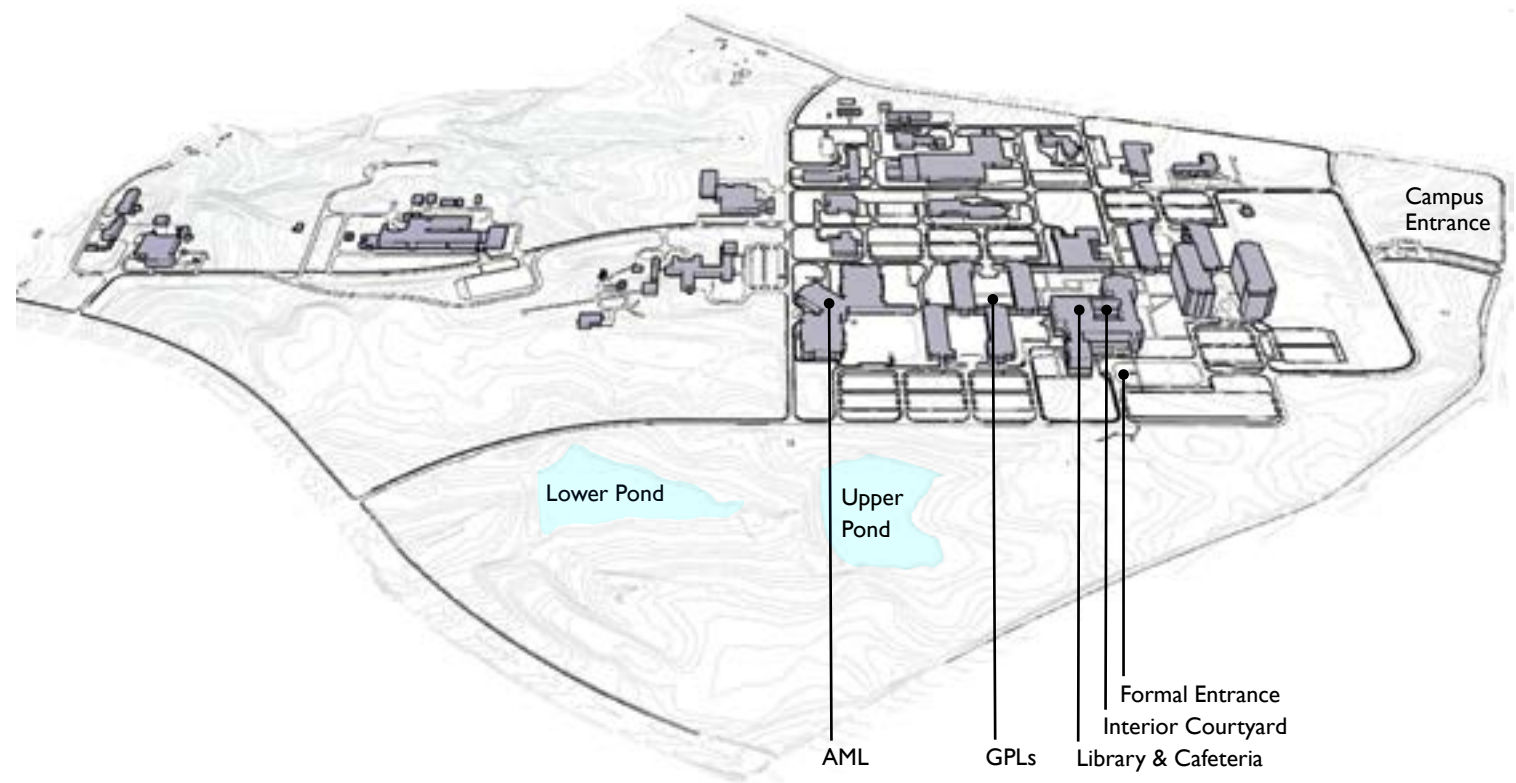 Campus
Entrance
Lower Pond
Upper
Pond
Formal Entrance
Interior Courtyard
AML
GPLs
Library & Cafeteria